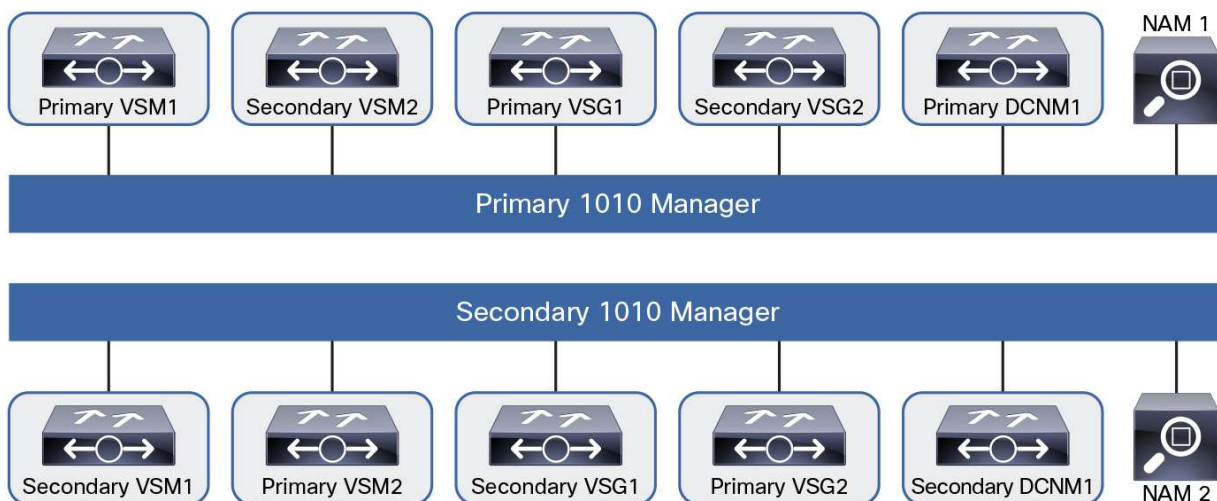 NAM 1
Primary VSM1
Secondary VSM2
Primary VSG1
Secondary VSG2
Primary DCNM1
Primary 1010 Manager
Secondary 1010 Manager
Secondary VSM1
Primary VSM2
Secondary VSG1
Primary VSG2
Secondary DCNM1
NAM 2